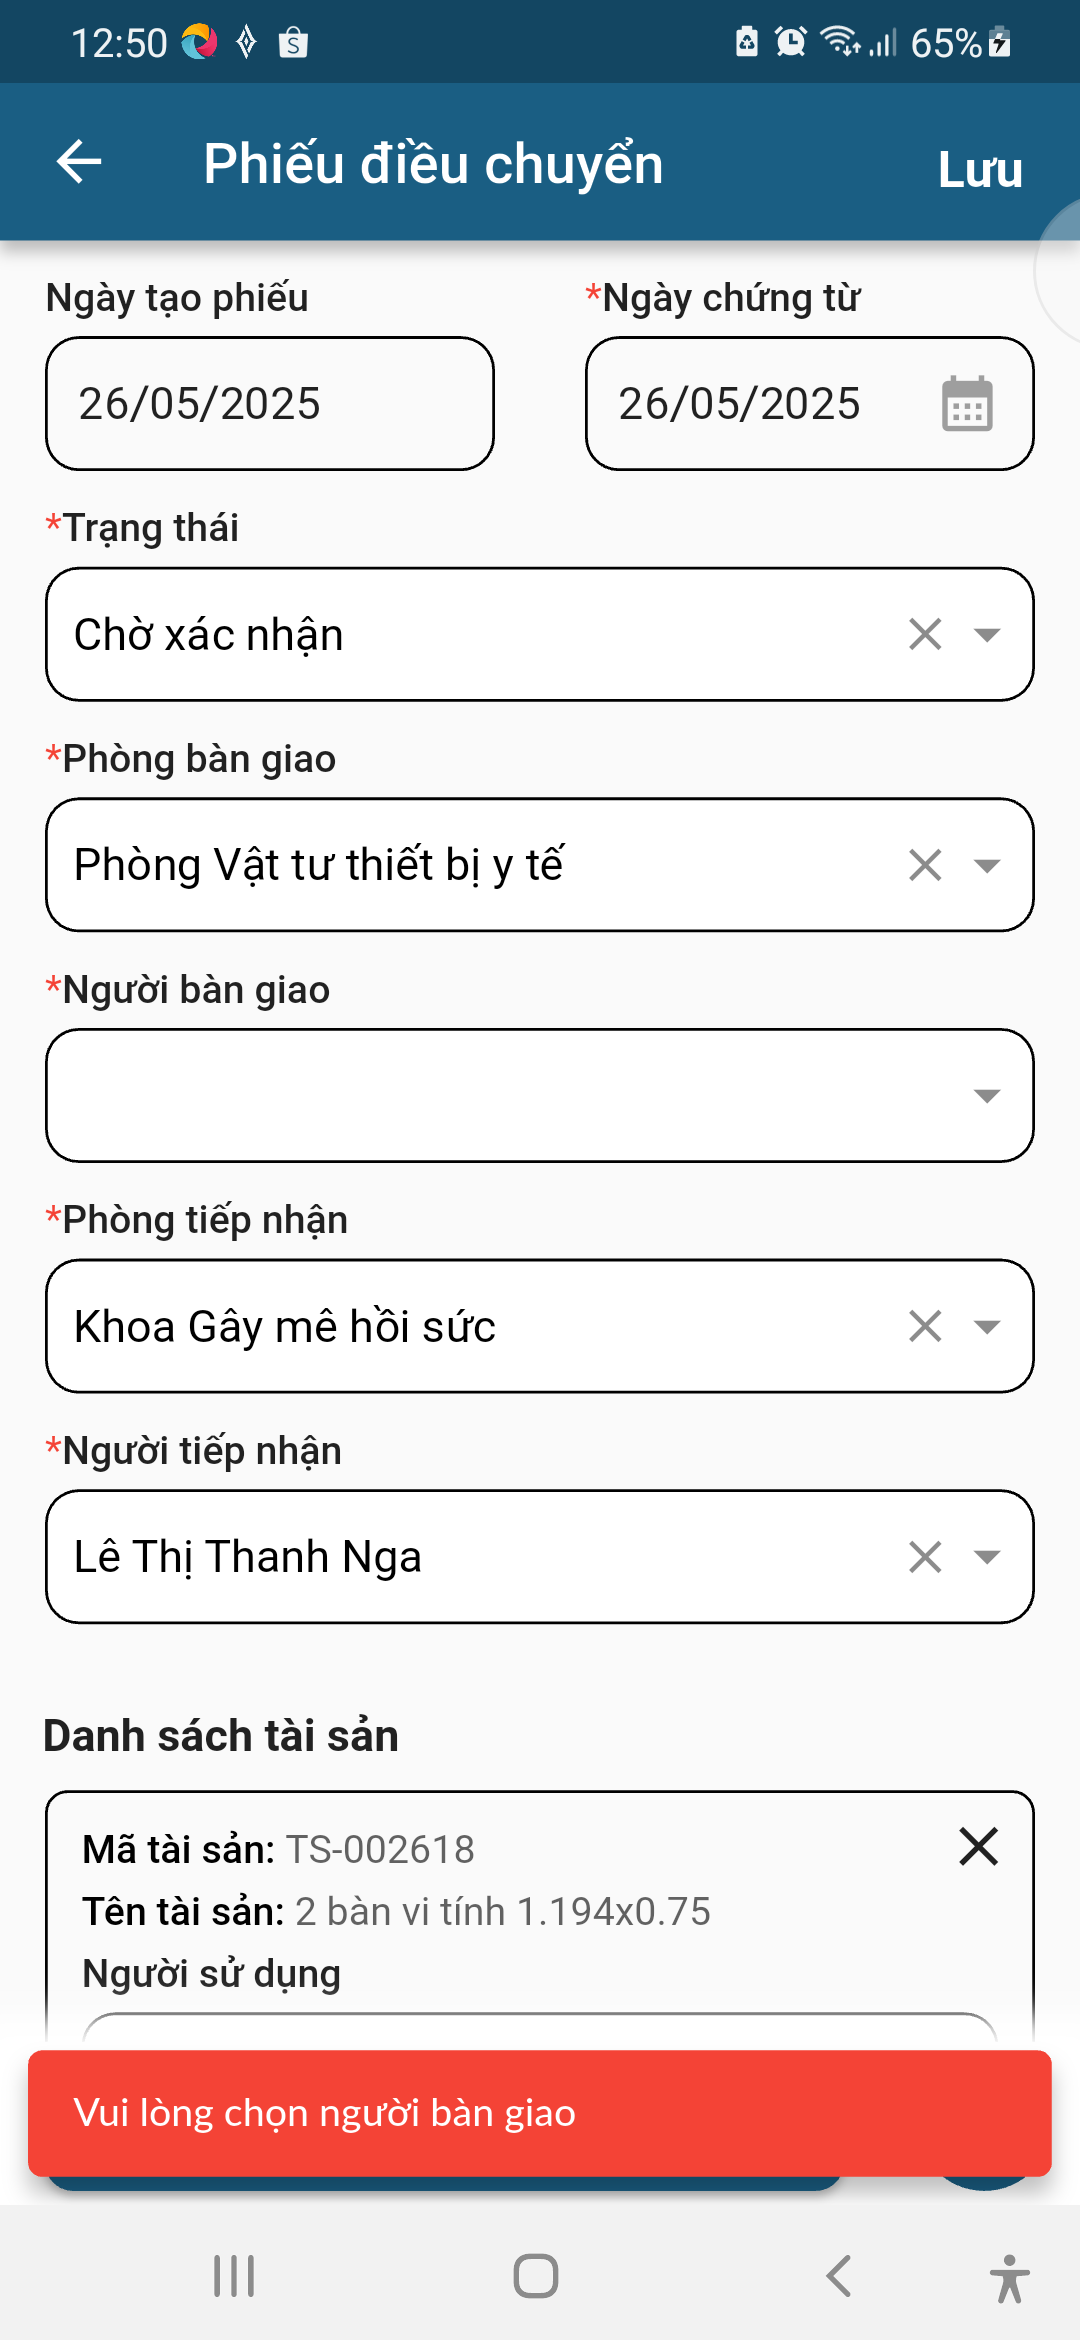 12:50
65%
Phiếu điều chuyển
Lưu
Ngày tạo phiếu
*Ngày chứng từ
26/05/2025
26/05/2025
*Trạng thái
Chờ xác nhận
*Phòng bàn giao
Phòng Vật tư thiết bị y tế
*Người bàn giao
*Phòng tiếp nhận
Khoa Gây mê hồi sức
*Người tiếp nhận
Lê Thị Thanh Nga
Danh sách tài sản
Mã tài sản: TS-002618
Tên tài sản: 2 bàn vi tính 1.194x0.75
Người sử dụng
Vui lòng chọn người bàn giao